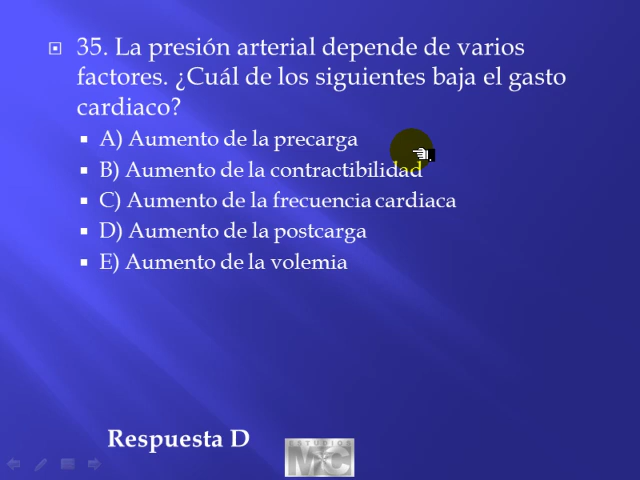 35. La presión arterial depende de varios
factores. ¿Cuál de los siguientes baja el gasto
cardiaco?
A) Aumento de la precarga
B) Aumento de la contractibilidad
C) Aumento de la frecuencia cardiaca
D) Aumento de la postcarga
E) Aumento de la volemia
Respuesta D
ESTUDIOS
MC